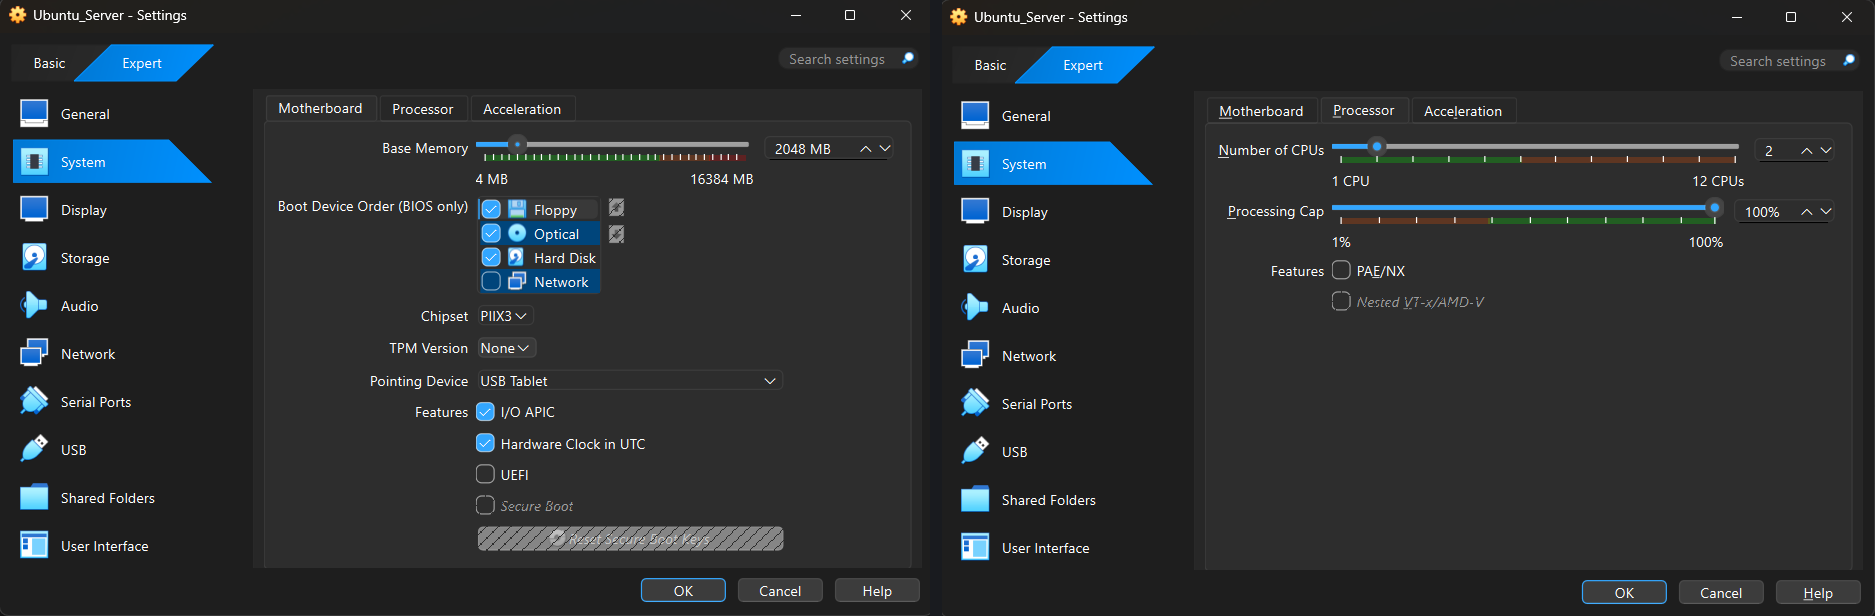 Ubuntu_Server - Settings
Basic
Expert
Search settings
General
System
Display
Storage
Audio
Network
Serial Ports
USB
Shared Folders
User Interface
Motherboard
Processor
Acceleration
Base Memory
2048 MB
4 MB
16384 MB
Boot Device Order (BIOS only)
Floppy
Optical
Hard Disk
Network
Chipset
PIIX3
TPM Version
None
Pointing Device
USB Tablet
Features
I/O APIC
Hardware Clock in UTC
UEFI
Secure Boot
Reset Secure Boot Keys
OK
Cancel
Help
Ubuntu_Server - Settings
Basic
Expert
Search settings
General
System
Display
Storage
Audio
Network
Serial Ports
USB
Shared Folders
User Interface
Motherboard
Processor
Acceleration
Number of CPUs
2
1 CPU
12 CPUs
Processing Cap
100%
1%
100%
Features
PAE/NX
Nested VT-x/AMD-V
OK
Cancel
Help